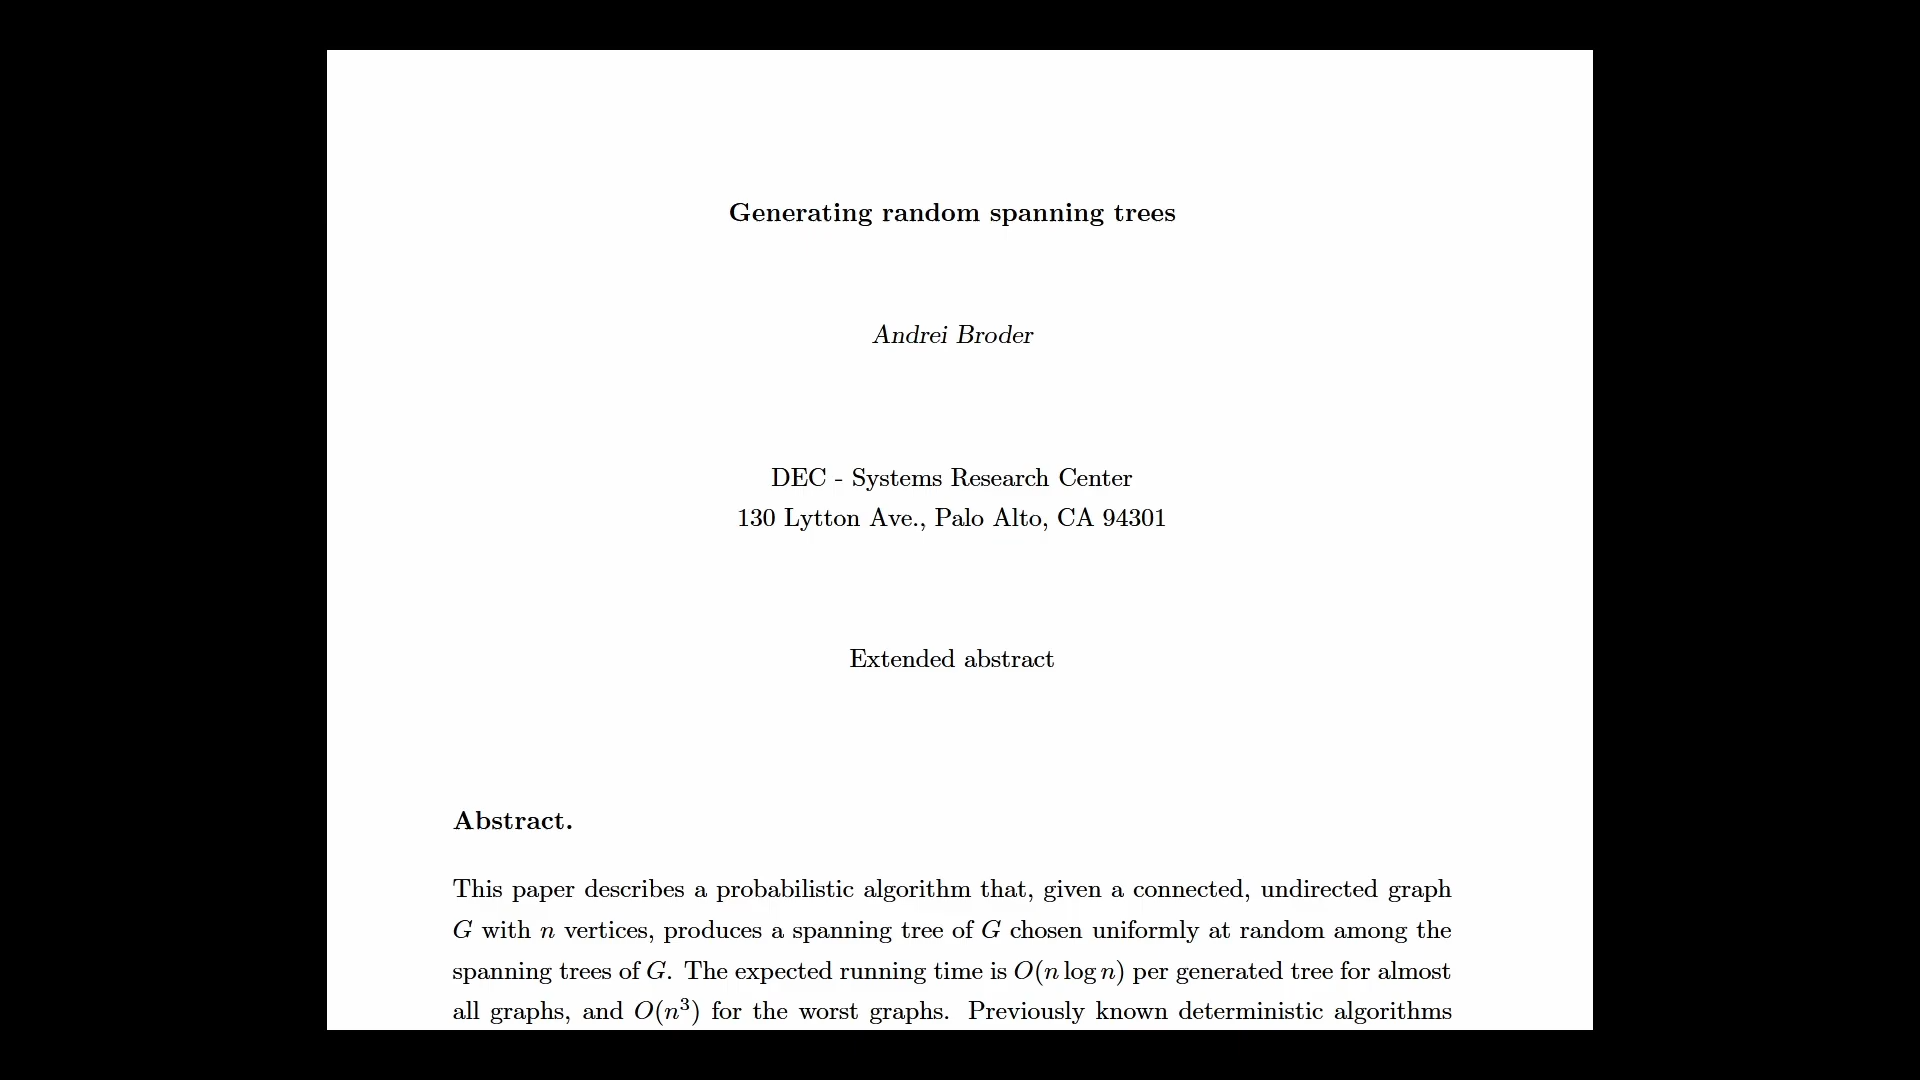 Generating random spanning trees
Andrei Broder
DEC - Systems Research Center
130 Lytton Ave., Palo Alto, CA 94301
Extended abstract
Abstract.
This paper describes a probabilistic algorithm that, given a connected, undirected graph
G with n vertices, produces a spanning tree of G chosen uniformly at random among the
spanning trees of G. The expected running time is O(n log n) per generated tree for almost
all graphs, and O(n³) for the worst graphs. Previously known deterministic algorithms